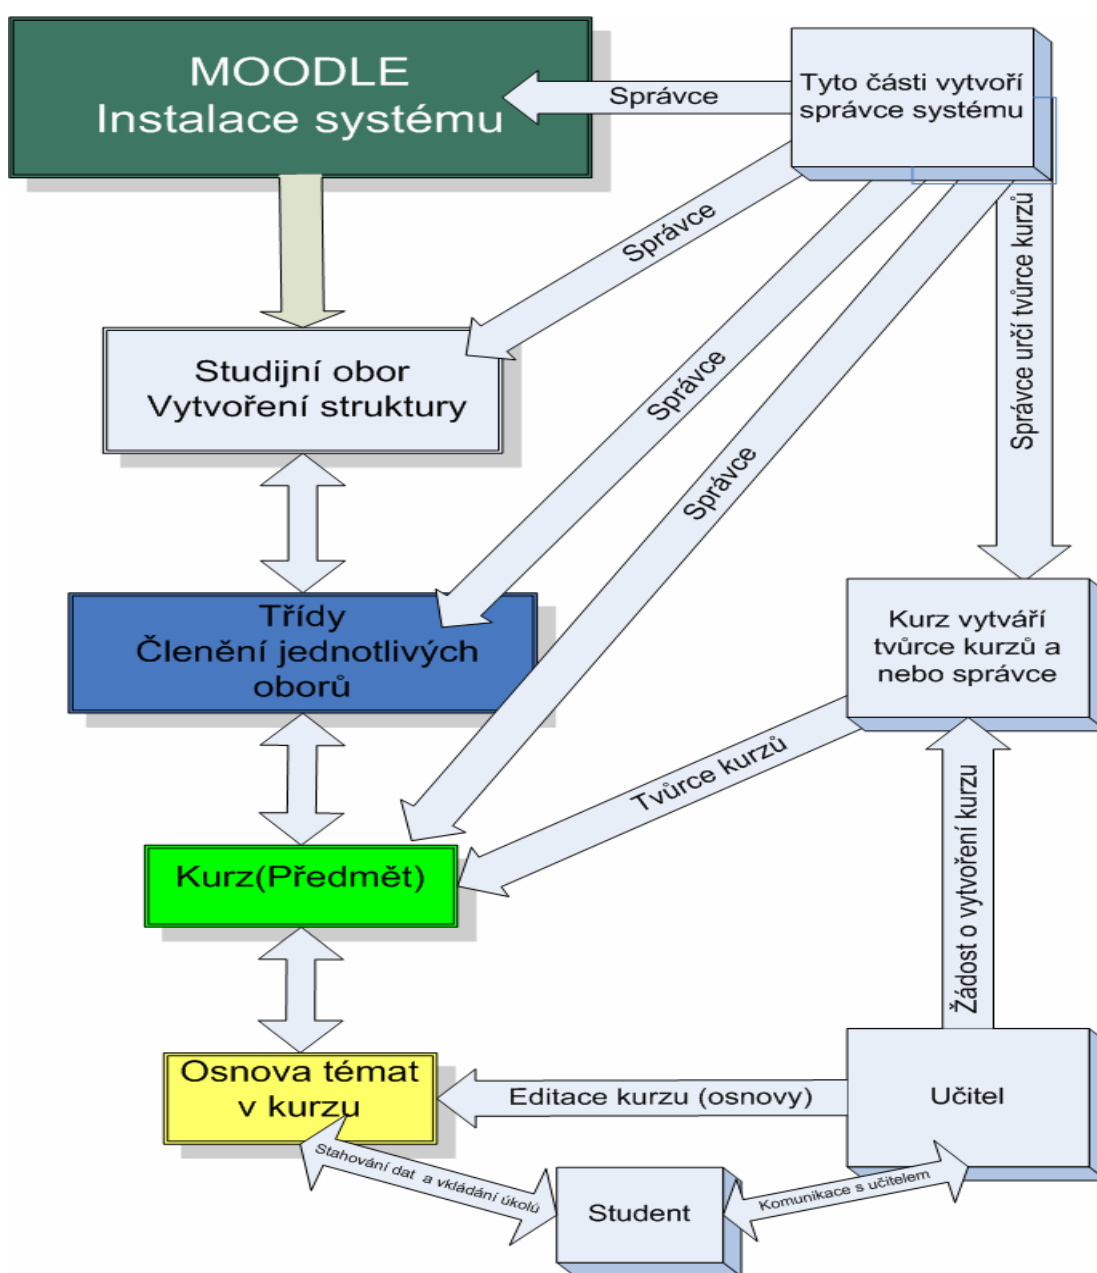 MOODLE
Instalace systému
Správce
Tyto části vytvoří
správce systému
Správce
Správce
Správce
Správce určí tvůrce kurzů
Studijní obor
Vytvoření struktury
Třídy
Členění jednotlivých
oborů
Kurz vytváří
tvůrce kurzů a
nebo správce
Tvůrce kurzů
Kurz(Předmět)
Žádost o vytvoření kurzu
Osnova témat
v kurzu
Editace kurzu (osnovy)
Učitel
Stahování dat a vkládání úkolů
Komunikace s učitelem
Student